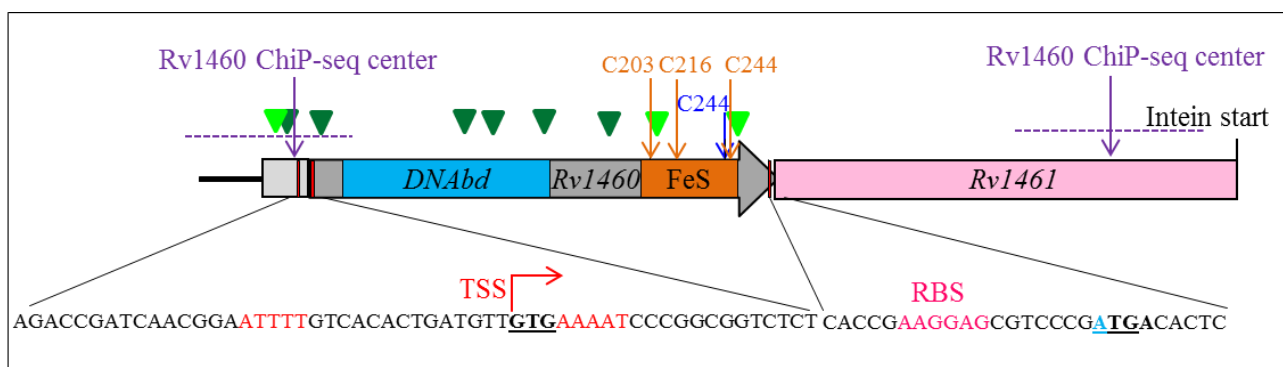 Rv1460 ChiP-seq center
Rv1460 ChiP-seq center
C203 C216 C244
C244
Intein start
DNAbd Rv1460 FeS Rv1461
TSS
RBS
AGACCGATCAACGGAATTTTGTCACACTGATGTTGTGAAAATCCCGGCGGTCTCT CACCGAAGGAGCGTCCCGATGACACTC